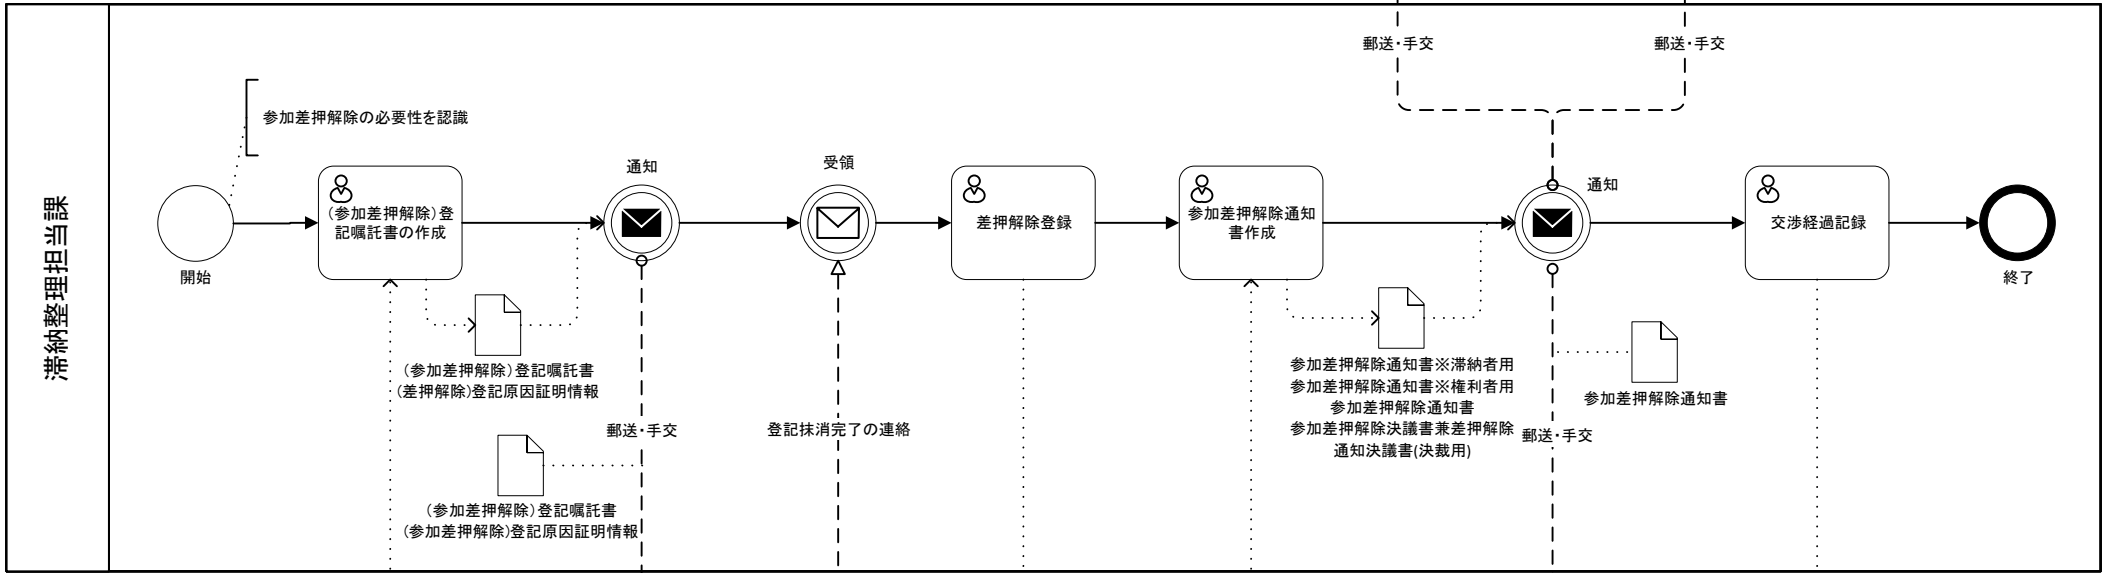 滞納整理担当課
郵送・手交
郵送・手交
参加差押解除の必要性を認識
開始
（参加差押解除）登
記嘱託書の作成
通知
受領
差押解除登録
参加差押解除通知
書作成
通知
交渉経過記録
終了
（参加差押解除）登記嘱託書
(差押解除)登記原因証明情報
郵送・手交
（参加差押解除）登記嘱託書
(参加差押解除)登記原因証明情報
登記抹消完了の連絡
参加差押解除通知書※滞納者用
参加差押解除通知書※権利者用
参加差押解除通知書
参加差押解除決議書兼差押解除
通知決議書(決裁用)
郵送・手交
参加差押解除通知書